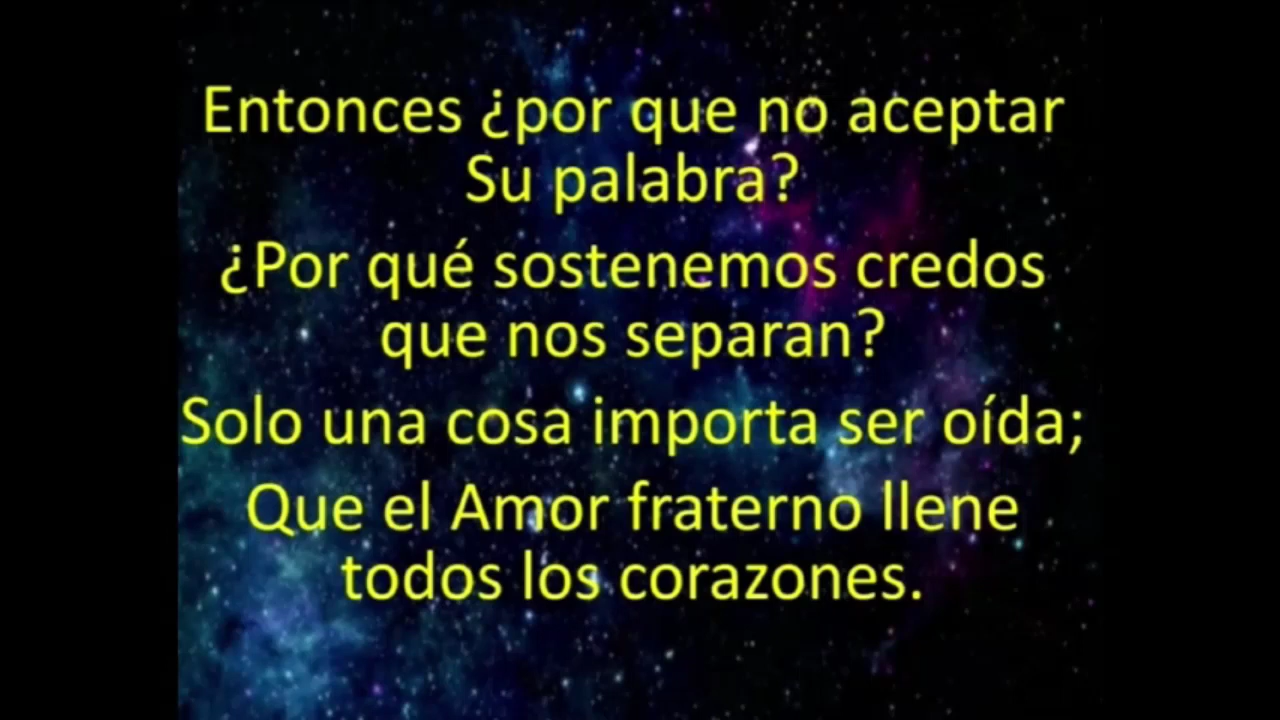 Entonces ¿por que no aceptar
Su palabra?
¿Por qué sostenemos credos
que nos separan?
Solo una cosa importa ser oída;
Que el Amor fraterno llene
todos los corazones.